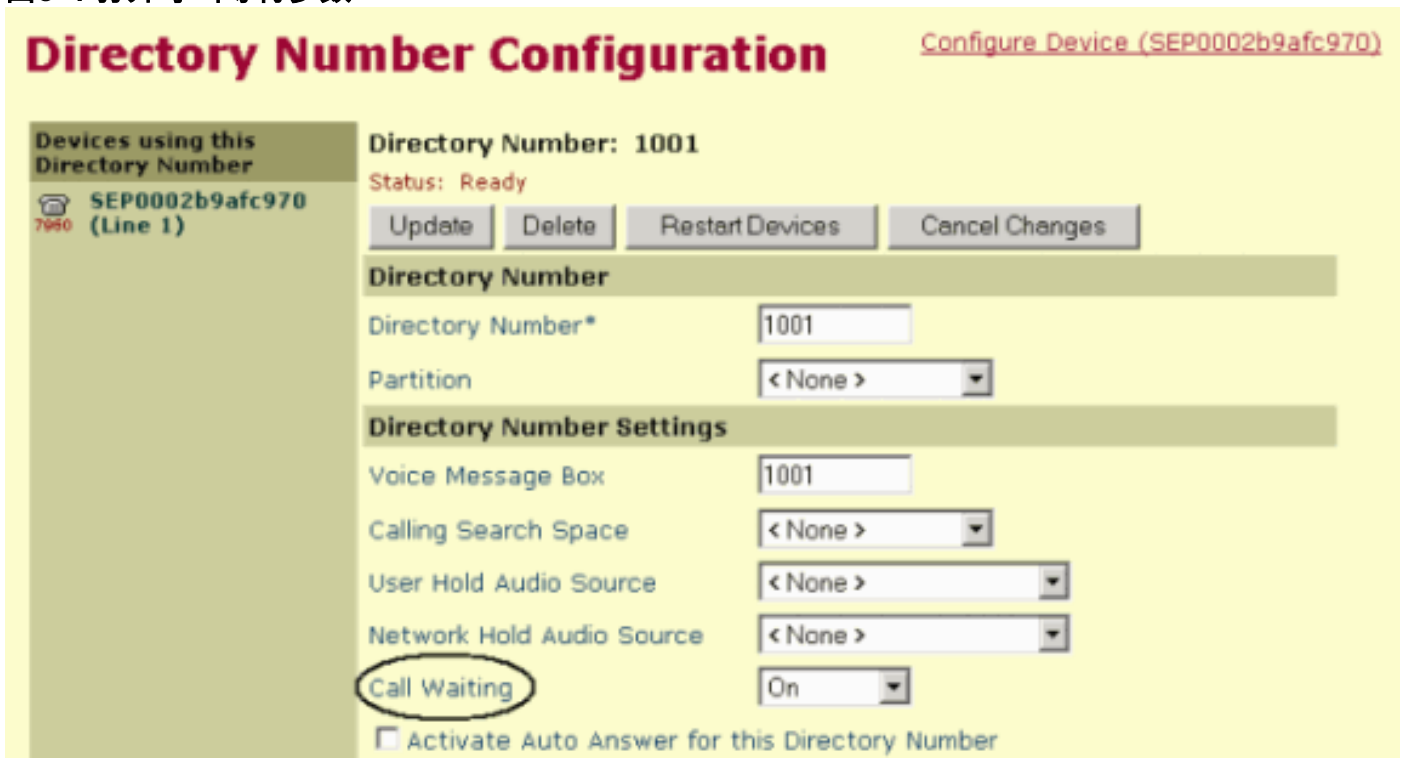 Directory Number Configuration
Configure Device (SEP0002b9afc970)
Devices using this
Directory Number
7960
SEP0002b9afc970
(Line 1)
Directory Number: 1001
Status: Ready
Update Delete Restart Devices Cancel Changes
Directory Number
Directory Number* 1001
Partition < None >
Directory Number Settings
Voice Message Box 1001
Calling Search Space < None >
User Hold Audio Source < None >
Network Hold Audio Source < None >
Call Waiting On
Activate Auto Answer for this Directory Number